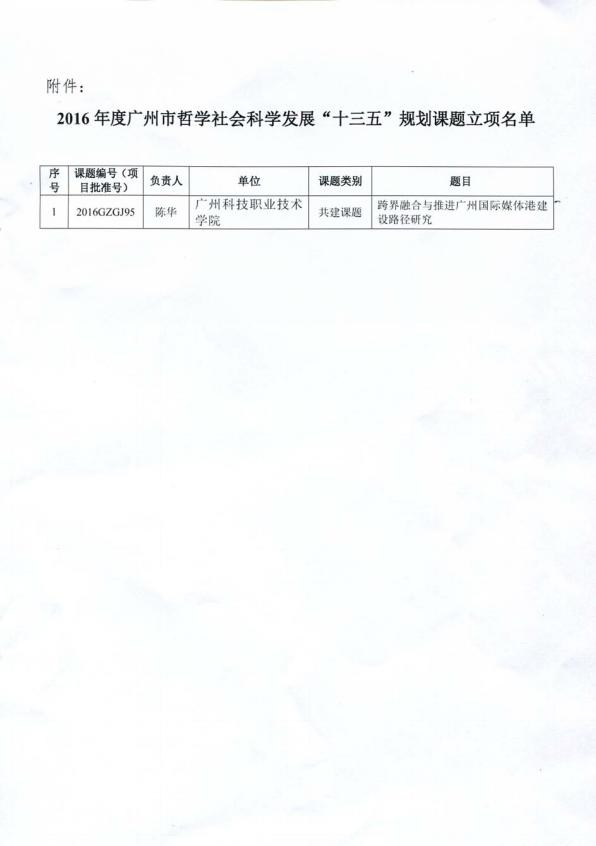 附件：
2016 年度广州市哲学社会科学发展“十三五”规划课题立项名单
序号 课题编号（项目批准号） 负责人 单位 课题类别 题目
1 2016GZGJ95 陈华 广州科技职业技术学院 共建课题 跨界融合与推进广州国际媒体港建设路径研究